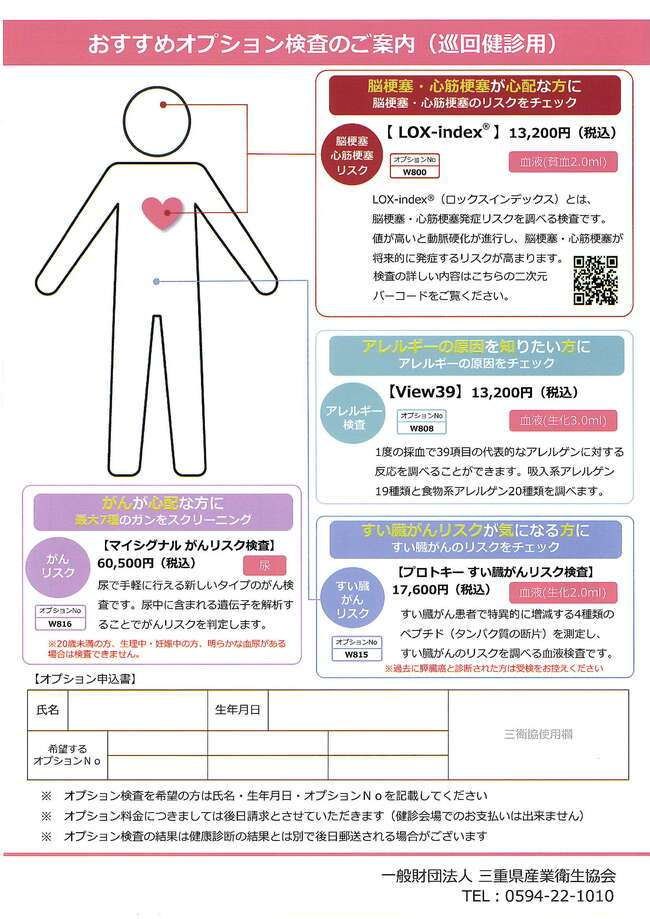 おすすめオプション検査のご案内（巡回健診用）
脳梗塞・心筋梗塞が心配な方に
脳梗塞・心筋梗塞のリスクをチェック
脳梗塞
心筋梗塞
リスク
【 LOX-index® 】13,200円（税込）
オプションNo
W800
血液(貧血2.0ml)
LOX-index®（ロックスインデックス）とは、
脳梗塞・心筋梗塞発症リスクを調べる検査です。
値が高いと動脈硬化が進行し、脳梗塞・心筋梗塞が
将来的に発症するリスクが高まります。
検査の詳しい内容はこちらの二次元
バーコードをご覧ください。
アレルギーの原因を知りたい方に
アレルギーの原因をチェック
アレルギー
検査
【View39】13,200円（税込）
オプションNo
W808
血液(生化3.0ml)
1度の採血で39項目の代表的なアレルゲンに対する
反応を調べることができます。吸入系アレルゲン
19種類と食物系アレルゲン20種類を調べます。
がんが心配な方に
最大7種のガンをスクリーニング
がん
リスク
【マイシグナル がんリスク検査】
60,500円（税込）
尿
オプションNo
W816
尿で手軽に行える新しいタイプのがん検
査です。尿中に含まれる遺伝子を解析す
ることでがんリスクを判定します。
※20歳未満の方、生理中・妊娠中の方、明らかな血尿がある
場合は検査できません。
すい臓がんリスクが気になる方に
すい臓がんのリスクをチェック
すい臓
がん
リスク
【プロトキー すい臓がんリスク検査】
17,600円（税込）
血液(生化2.0ml)
オプションNo
W815
すい臓がん患者で特異的に増減する4種類の
ペプチド（タンパク質の断片）を測定し、
すい臓がんのリスクを調べる血液検査です。
※過去に膵臓癌と診断された方は受検をお控えください
【オプション申込書】
氏名
生年月日
三衛協使用欄
希望する
オプションＮｏ
※　オプション検査を希望の方は氏名・生年月日・オプションＮｏを記載してください
※　オプション料金につきましては後日請求とさせていただきます（健診会場でのお支払いは出来ません）
※　オプション検査の結果は健康診断の結果とは別で後日郵送される場合がございます
一般財団法人 三重県産業衛生協会
TEL：0594-22-1010